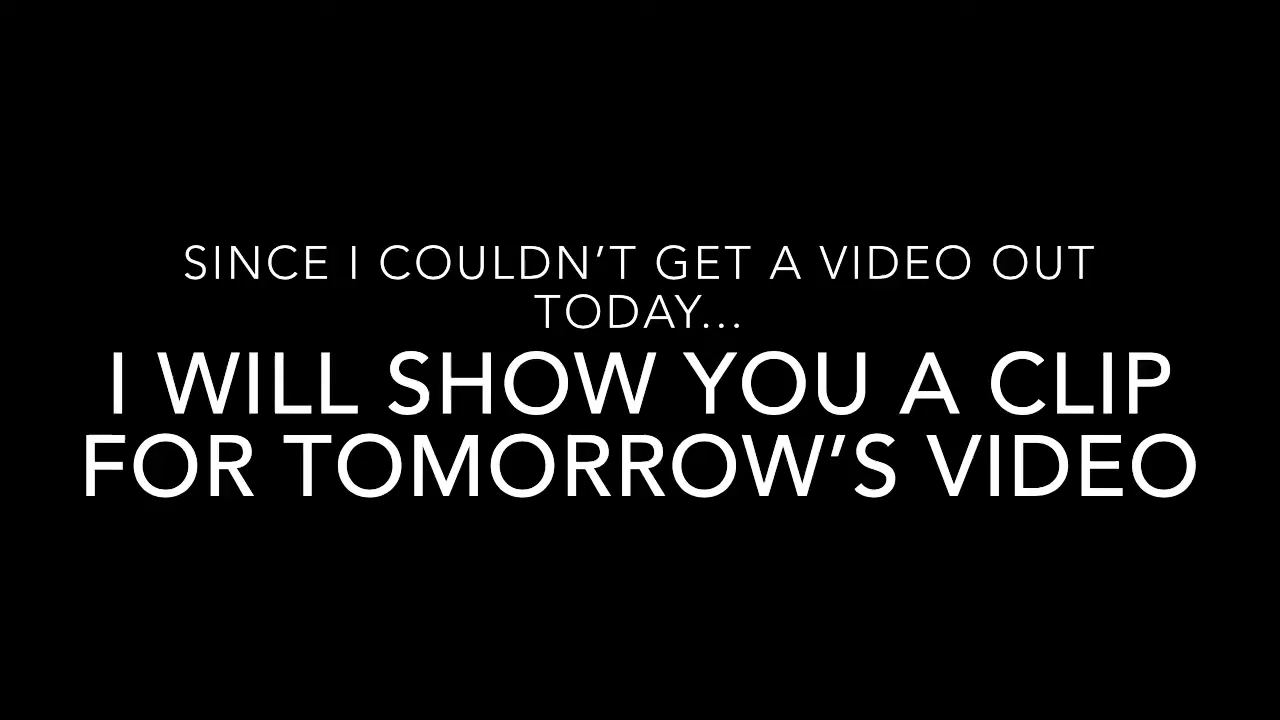 SINCE I COULDN’T GET A VIDEO OUT
TODAY...
I WILL SHOW YOU A CLIP
FOR TOMORROW’S VIDEO